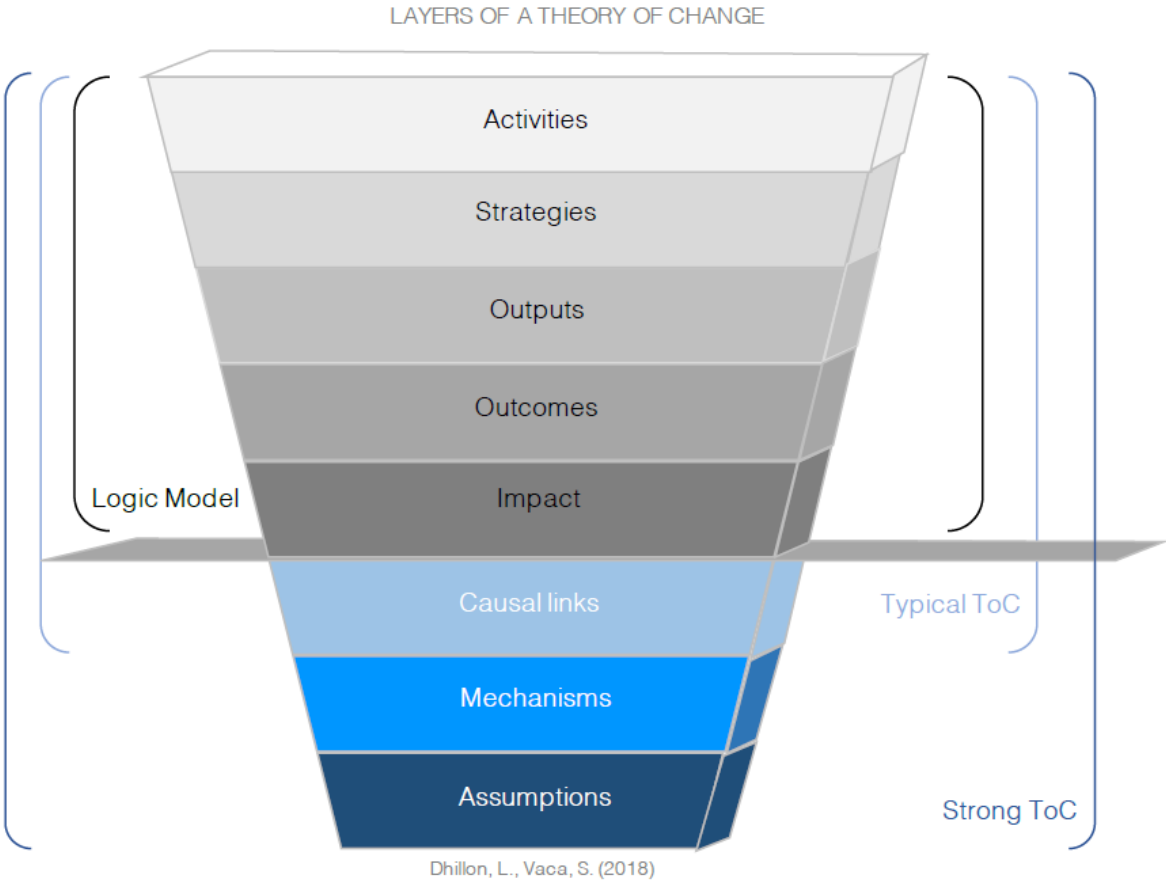 LAYERS OF A THEORY OF CHANGE
Activities
Strategies
Outputs
Outcomes
Logic Model
Impact
Causal links
Typical ToC
Mechanisms
Assumptions
Strong ToC
Dhillon, L., Vaca, S. (2018)